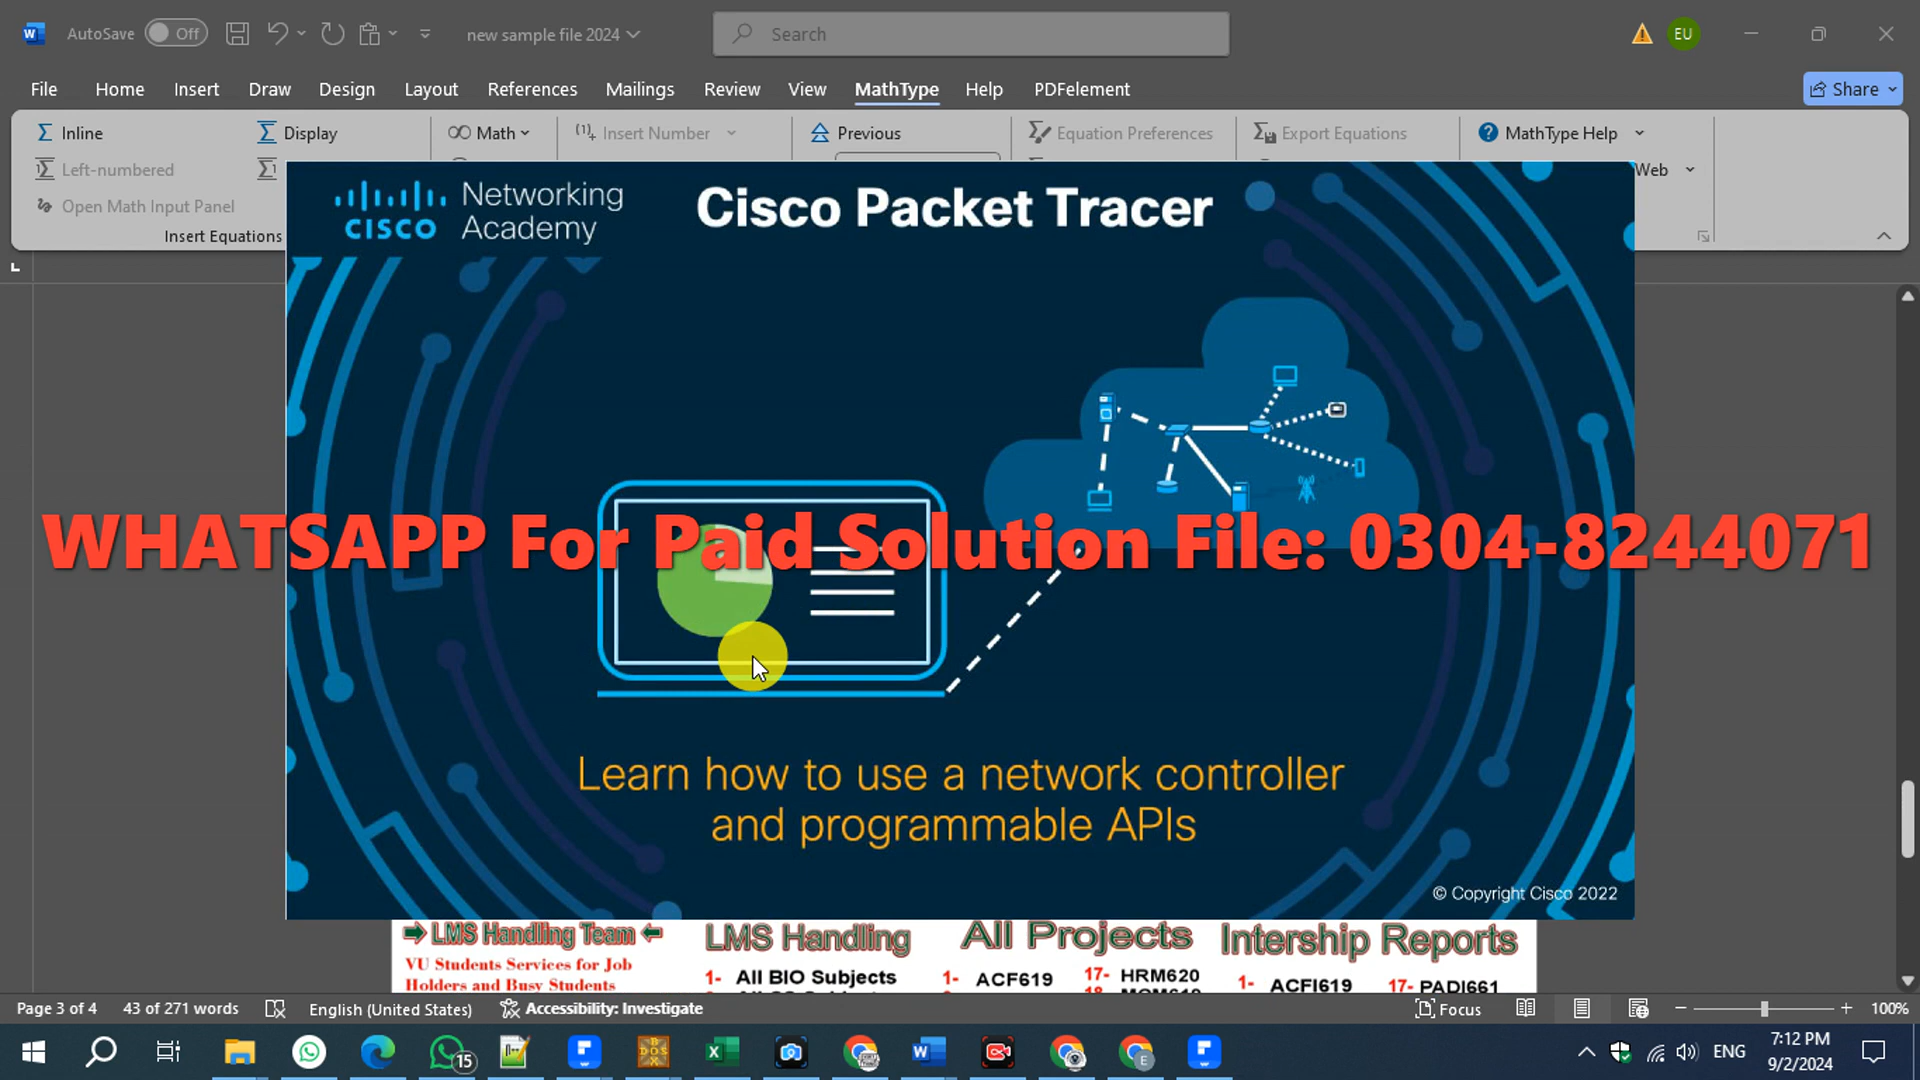 AutoSave Off new sample file 2024 Search EU
File Home Insert Draw Design Layout References Mailings Review View MathType Help PDFelement Share
Inline Display Math Insert Number Previous Equation Preferences Export Equations MathType Help
Left-numbered Web
Open Math Input Panel
Insert Equations
CISCO Networking Academy
Cisco Packet Tracer
WHATSAPP For Paid Solution File: 0304-8244071
Learn how to use a network controller
and programmable APIs
© Copyright Cisco 2022
LMS Handling Team LMS Handling All Projects Intership Reports
VU Students Services for Job
Holders and Busy Students
1- All BIO Subjects 1- ACF619 17- HRM620 1- ACFI619 17- PADI661
Page 3 of 4 43 of 271 words English (United States) Accessibility: Investigate Focus 100%
15 ENG 7:12 PM
9/2/2024